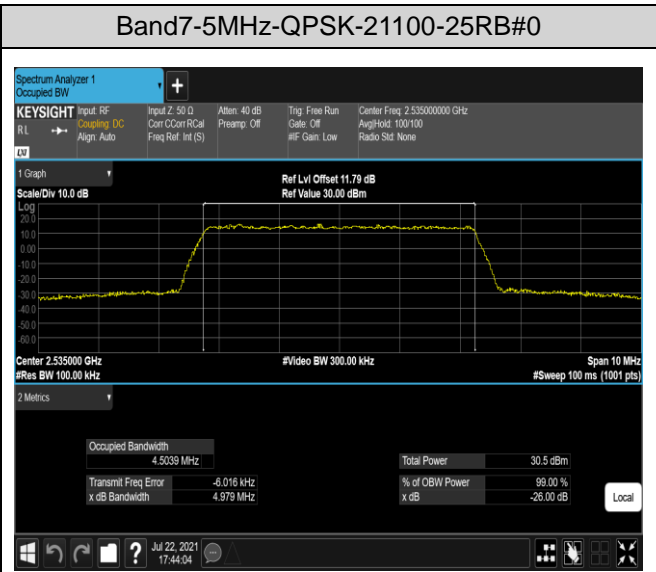 Band7-5MHz-QPSK-21100-25RB#0
Spectrum Analyzer 1
Occupied BW
+
KEYSIGHT Input: RF Input Z: 50 Ω Atten: 40 dB Trig: Free Run Center Freq: 2.535000000 GHz
RL Coupling: DC Corr CCorr RCal Preamp: Off Gate: Off Avg|Hold: 100/100
Align: Auto Freq Ref: Int (S) #IF Gain: Low Radio Std: None
LXI
1 Graph
Ref Lvl Offset 11.79 dB
Scale/Div 10.0 dB Ref Value 30.00 dBm
Log
20.0
10.0
0.00
-10.0
-20.0
-30.0
-40.0
-50.0
-60.0
Center 2.535000 GHz #Video BW 300.00 kHz Span 10 MHz
#Res BW 100.00 kHz #Sweep 100 ms (1001 pts)
2 Metrics
Occupied Bandwidth
4.5039 MHz Total Power 30.5 dBm
Transmit Freq Error -6.016 kHz % of OBW Power 99.00 %
x dB Bandwidth 4.979 MHz x dB -26.00 dB
Local
? Jul 22, 2021
17:44:04